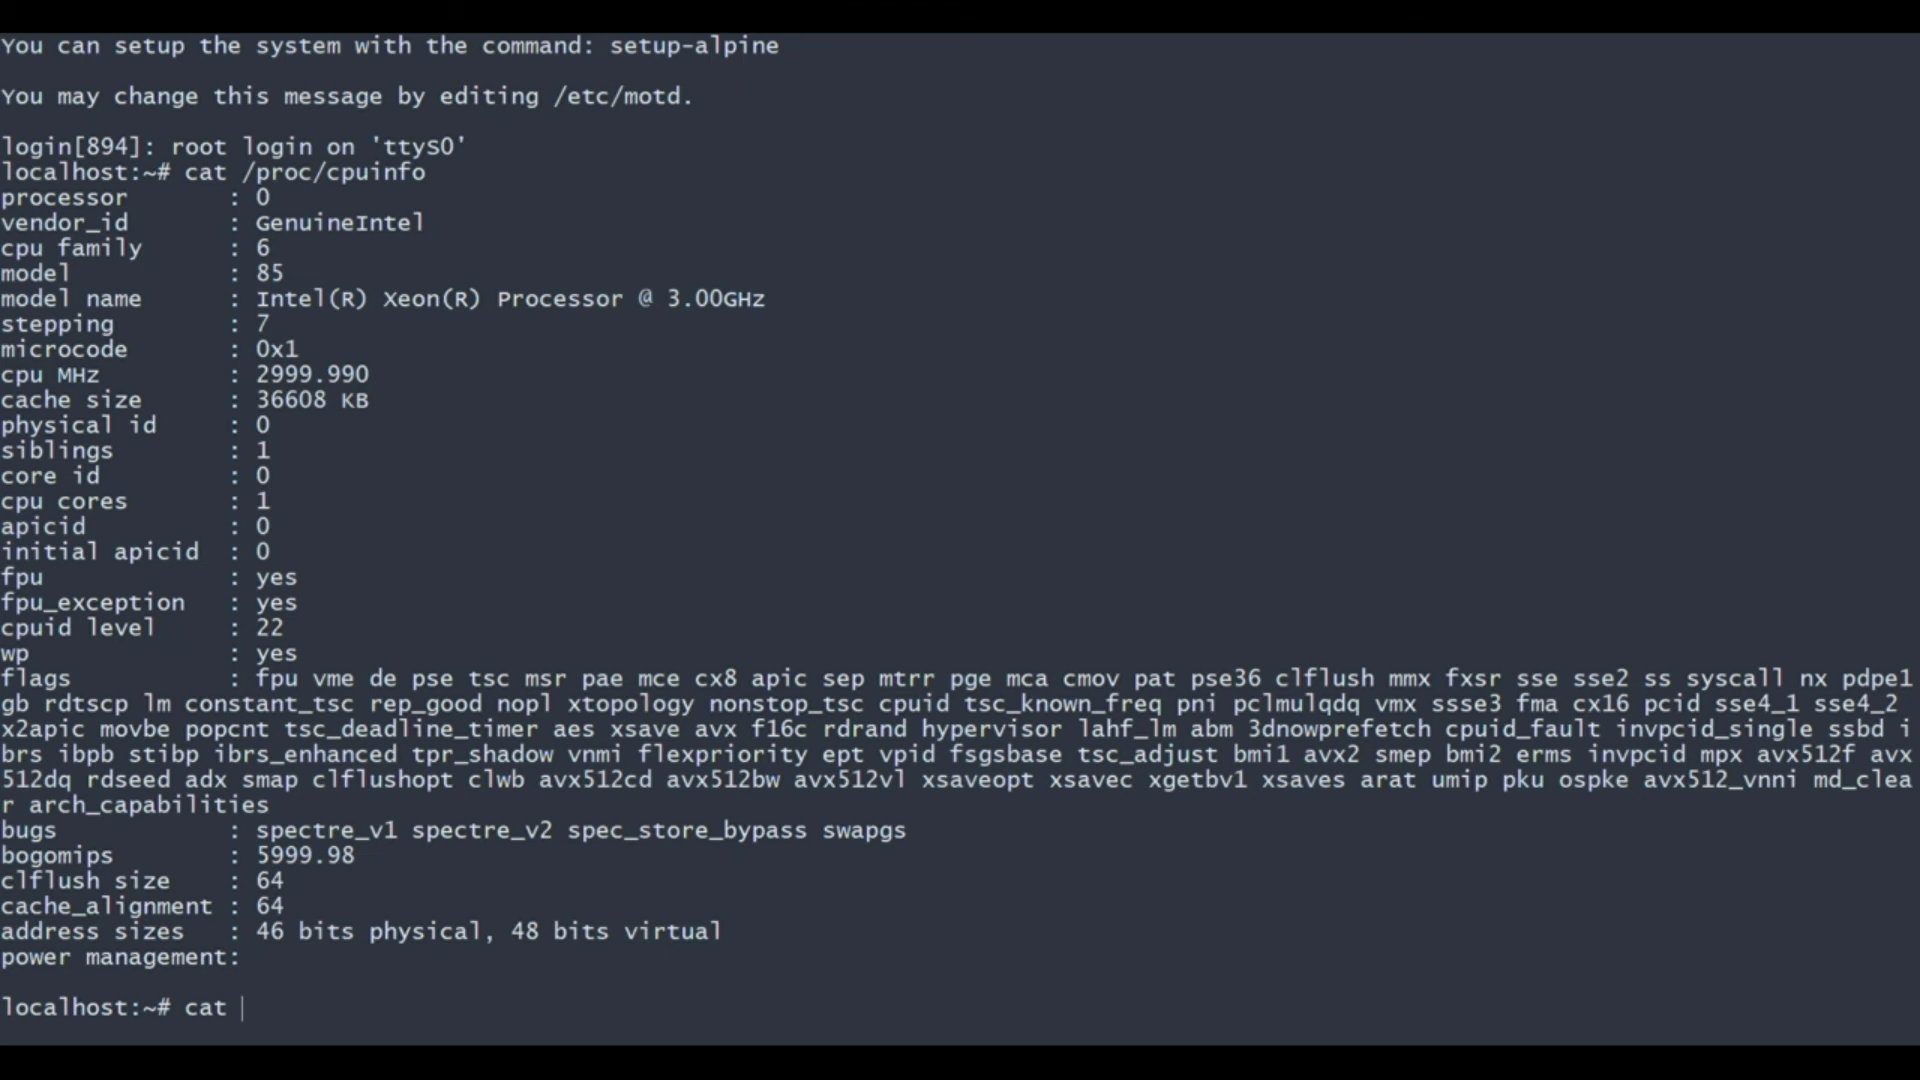 You can setup the system with the command: setup-alpine
You may change this message by editing /etc/motd.
login[894]: root login on 'ttyS0'
localhost:~# cat /proc/cpuinfo
processor : 0
vendor_id : GenuineIntel
cpu family : 6
model : 85
model name : Intel(R) Xeon(R) Processor @ 3.00GHz
stepping : 7
microcode : 0x1
cpu MHz : 2999.990
cache size : 36608 KB
physical id : 0
siblings : 1
core id : 0
cpu cores : 1
apicid : 0
initial apicid : 0
fpu : yes
fpu_exception : yes
cpuid level : 22
wp : yes
flags : fpu vme de pse tsc msr pae mce cx8 apic sep mtrr pge mca cmov pat pse36 clflush mmx fxsr sse sse2 ss syscall nx pdpe1
gb rdtscp lm constant_tsc rep_good nopl xtopology nonstop_tsc cpuid tsc_known_freq pni pclmulqdq vmx ssse3 fma cx16 pcid sse4_1 sse4_2
x2apic movbe popcnt tsc_deadline_timer aes xsave avx f16c rdrand hypervisor lahf_lm abm 3dnowprefetch cpuid_fault invpcid_single ssbd i
brs ibpb stibp ibrs_enhanced tpr_shadow vnmi flexpriority ept vpid fsgsbase tsc_adjust bmi1 avx2 smep bmi2 erms invpcid mpx avx512f avx
512dq rdseed adx smap clflushopt clwb avx512cd avx512bw avx512vl xsaveopt xsavec xgetbv1 xsaves arat umip pku ospke avx512_vnni md_clea
r arch_capabilities
bugs : spectre_v1 spectre_v2 spec_store_bypass swapgs
bogomips : 5999.98
clflush size : 64
cache_alignment : 64
address sizes : 46 bits physical, 48 bits virtual
power management:
localhost:~# cat